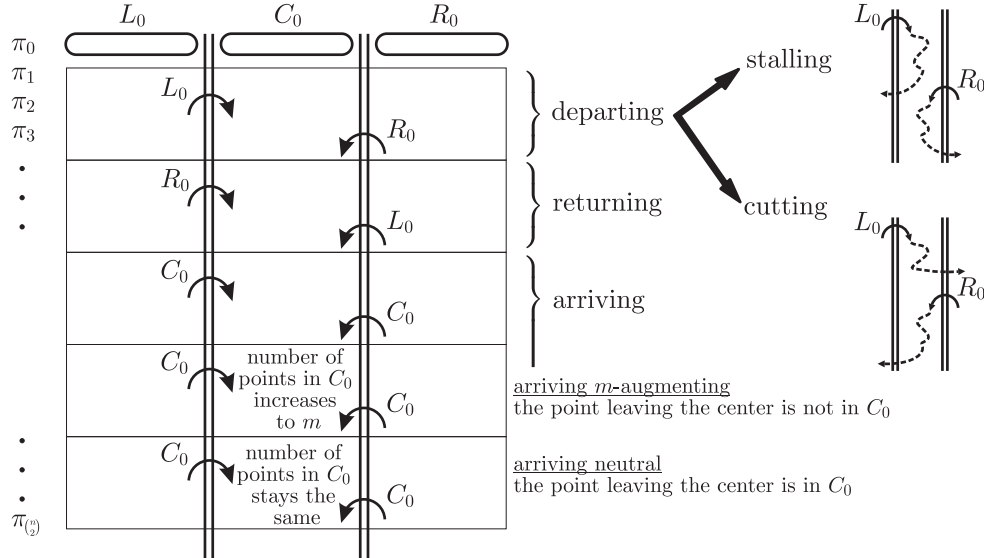 L₀ C₀ R₀
π₀
π₁
π₂
π₃
π₍ₙ₂₎
L₀
R₀
R₀
L₀
C₀
C₀
C₀
number of
points in C₀
increases
to m
C₀
C₀
number of
points in C₀
stays the
same
C₀
departing
returning
arriving
stalling
cutting
L₀
R₀
L₀
R₀
arriving m-augmenting
the point leaving the center is not in C₀
arriving neutral
the point leaving the center is in C₀